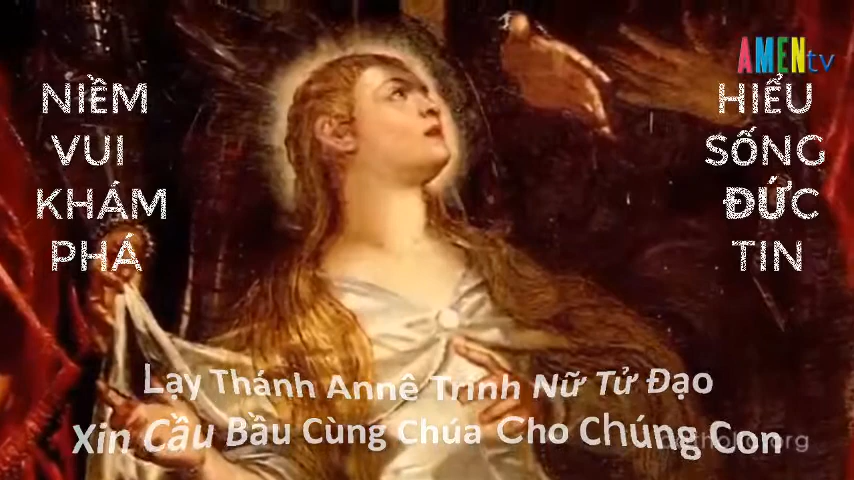 AMENtv
NIỀM
VUI
KHÁM
PHÁ
HIỂU
SỐNG
ĐỨC
TIN
Lạy Thánh Annê Trinh Nữ Tử Đạo
Xin Cầu Bầu Cùng Chúa Cho Chúng Con